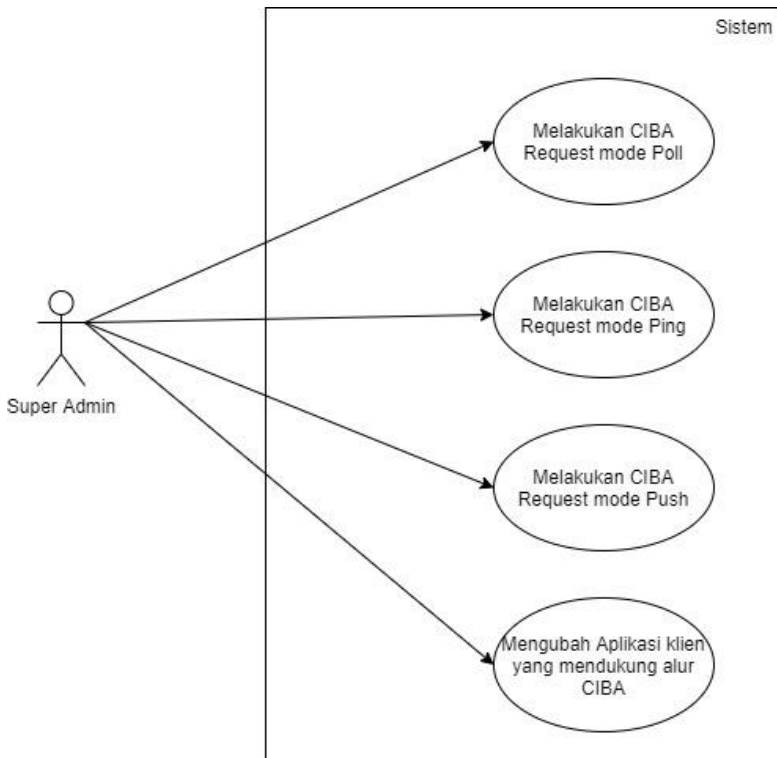 Sistem
Melakukan CIBA
Request mode Poll
Melakukan CIBA
Request mode Ping
Super Admin
Melakukan CIBA
Request mode Push
Mengubah Aplikasi klien
yang mendukung alur
CIBA